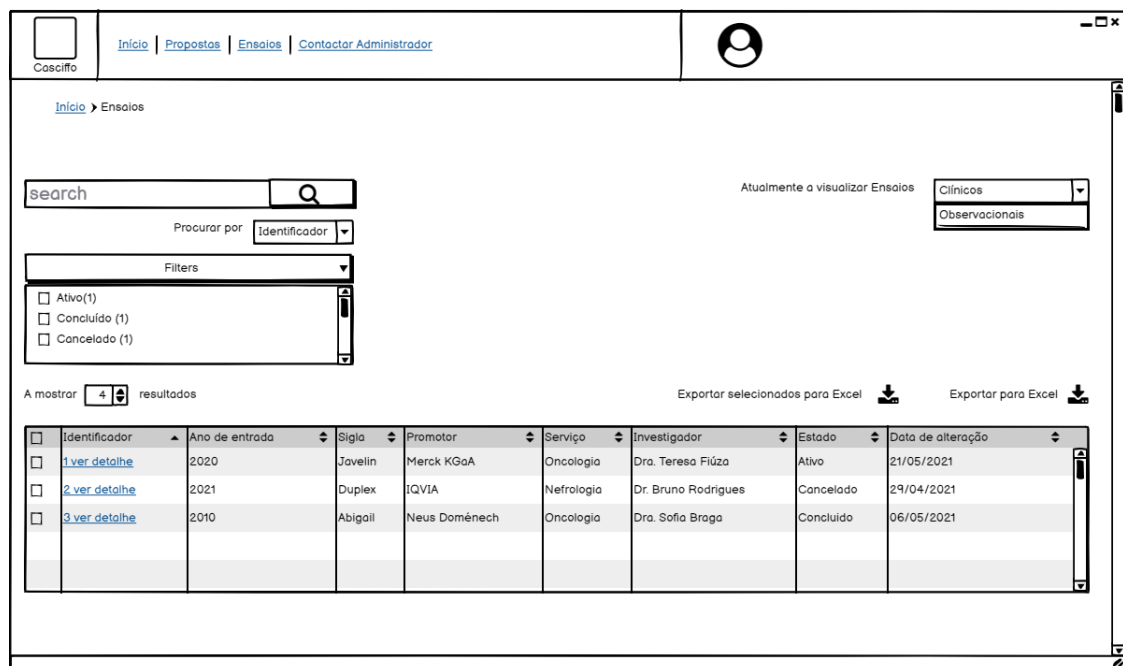 Casciffo
Início | Propostas | Ensaios | Contactar Administrador
Início > Ensaios
search
Atualmente a visualizar Ensaios Clínicos
Observacionais
Procurar por Identificador
Filters
Ativo(1)
Concluído (1)
Cancelado (1)
A mostrar 4 resultados
Exportar selecionados para Excel
Exportar para Excel
Identificador Ano de entrada Sigla Promotor Serviço Investigador Estado Data de alteração
1 ver detalhe 2020 Javelin Merck KGaA Oncologia Dra. Teresa Fiúza Ativo 21/05/2021
2 ver detalhe 2021 Duplex IQVIA Nefrologia Dr. Bruno Rodrigues Cancelado 29/04/2021
3 ver detalhe 2010 Abigail Neus Doménech Oncologia Dra. Sofia Braga Concluido 06/05/2021